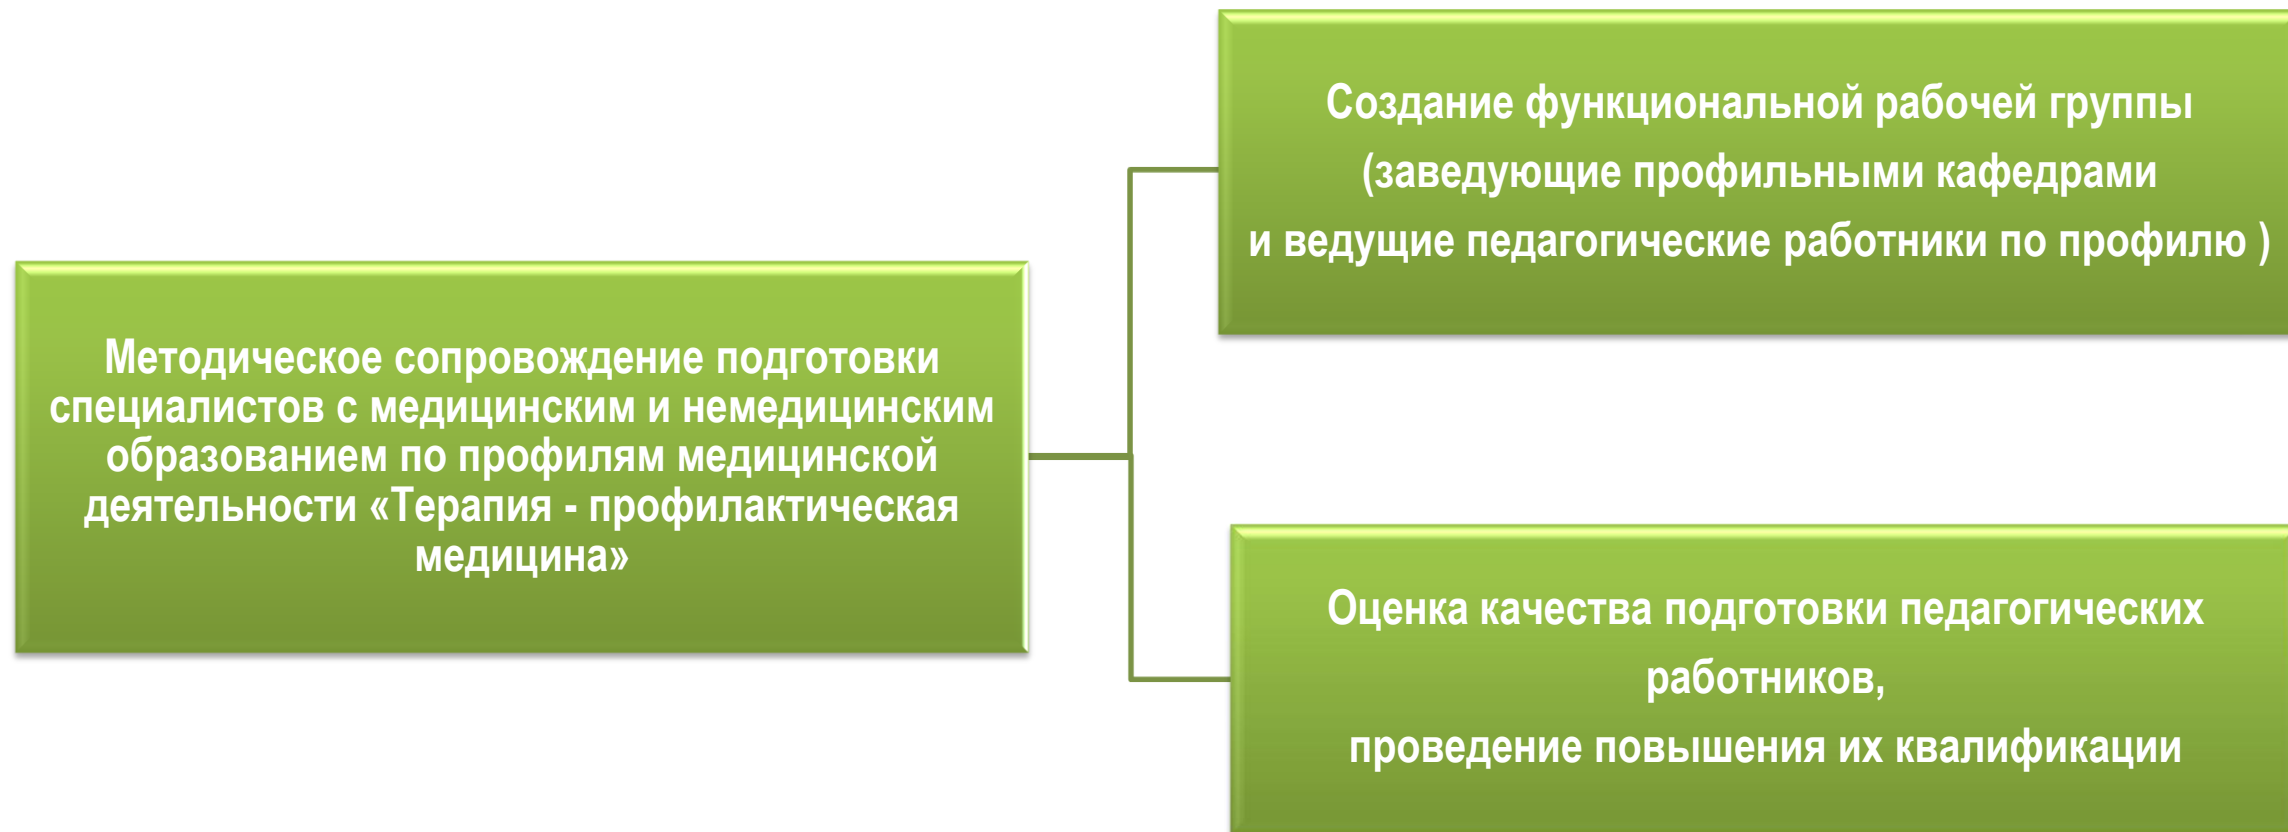 Создание функциональной рабочей группы
(заведующие профильными кафедрами
и ведущие педагогические работники по профилю )
Методическое сопровождение подготовки
специалистов с медицинским и немедицинским
образованием по профилям медицинской
деятельности «Терапия - профилактическая
медицина»
Оценка качества подготовки педагогических
работников,
проведение повышения их квалификации